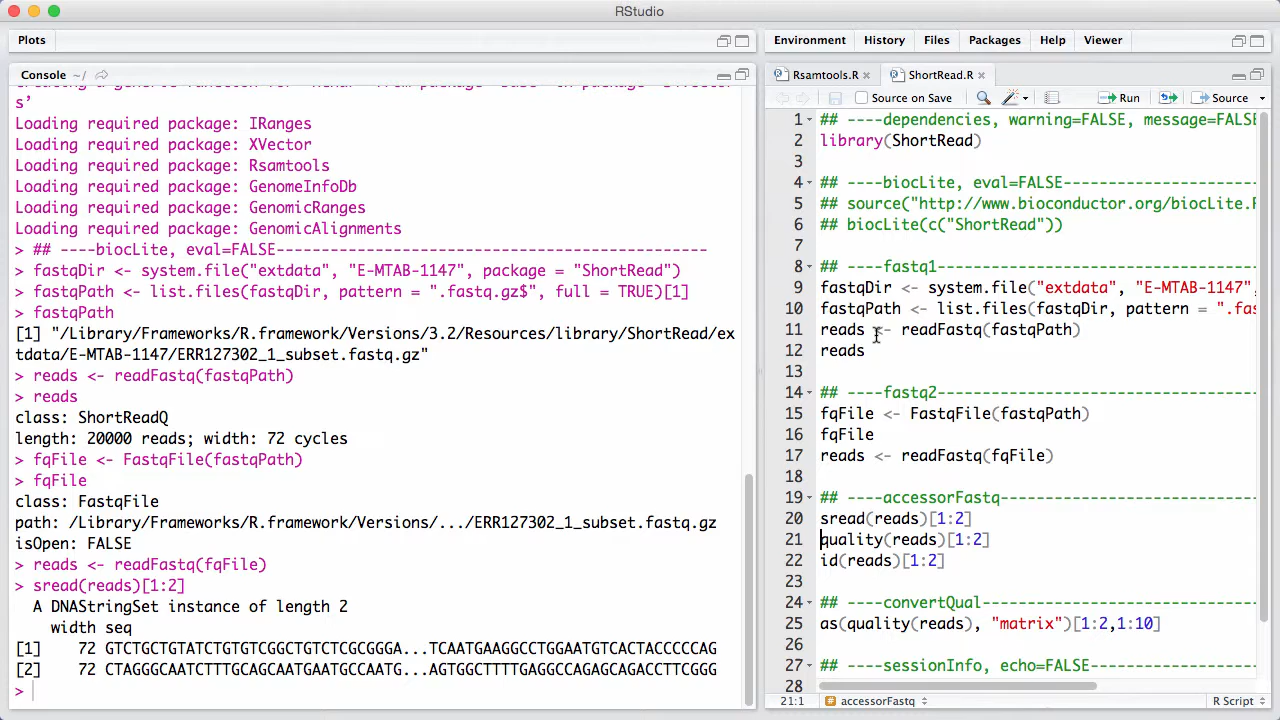 RStudio
Plots
Console ~/
s'
Loading required package: IRanges
Loading required package: XVector
Loading required package: Rsamtools
Loading required package: GenomeInfoDb
Loading required package: GenomicRanges
Loading required package: GenomicAlignments
> ## ----biocLite, eval=FALSE------------------------------------------------
> fastqDir <- system.file("extdata", "E-MTAB-1147", package = "ShortRead")
> fastqPath <- list.files(fastqDir, pattern = ".fastq.gz$", full = TRUE)[1]
> fastqPath
[1] "/Library/Frameworks/R.framework/Versions/3.2/Resources/library/ShortRead/ex
tdata/E-MTAB-1147/ERR127302_1_subset.fastq.gz"
> reads <- readFastq(fastqPath)
> reads
class: ShortReadQ
length: 20000 reads; width: 72 cycles
> fqFile <- FastqFile(fastqPath)
> fqFile
class: FastqFile
path: /Library/Frameworks/R.framework/Versions/.../ERR127302_1_subset.fastq.gz
isOpen: FALSE
> reads <- readFastq(fqFile)
> sread(reads)[1:2]
A DNAStringSet instance of length 2
width seq
[1] 72 GTCTGCTGTATCTGTGTCGGCTGTCTCGCGGGA...TCAATGAAGGCCTGGAATGTCACTACCCCCAG
[2] 72 CTAGGGCAATCTTTGCAGCAATGAATGCCAATG...AGTGGCTTTTGAGGCCAGAGCAGACCTTCGGG
>
Environment History Files Packages Help Viewer
Rsamtools.R ShortRead.R
Source on Save Run Source
1 ## ----dependencies, warning=FALSE, message=FALSE
2 library(ShortRead)
3
4 ## ----biocLite, eval=FALSE----------------------
5 ## source("http://www.bioconductor.org/biocLite.R
6 ## biocLite(c("ShortRead"))
7
8 ## ----fastq1------------------------------------
9 fastqDir <- system.file("extdata", "E-MTAB-1147",
10 fastqPath <- list.files(fastqDir, pattern = ".fas
11 reads <- readFastq(fastqPath)
12 reads
13
14 ## ----fastq2------------------------------------
15 fqFile <- FastqFile(fastqPath)
16 fqFile
17 reads <- readFastq(fqFile)
18
19 ## ----accessorFastq-----------------------------
20 sread(reads)[1:2]
21 quality(reads)[1:2]
22 id(reads)[1:2]
23
24 ## ----convertQual-------------------------------
25 as(quality(reads), "matrix")[1:2,1:10]
26
27 ## ----sessionInfo, echo=FALSE-------------------
28
21:1 # accessorFastq R Script